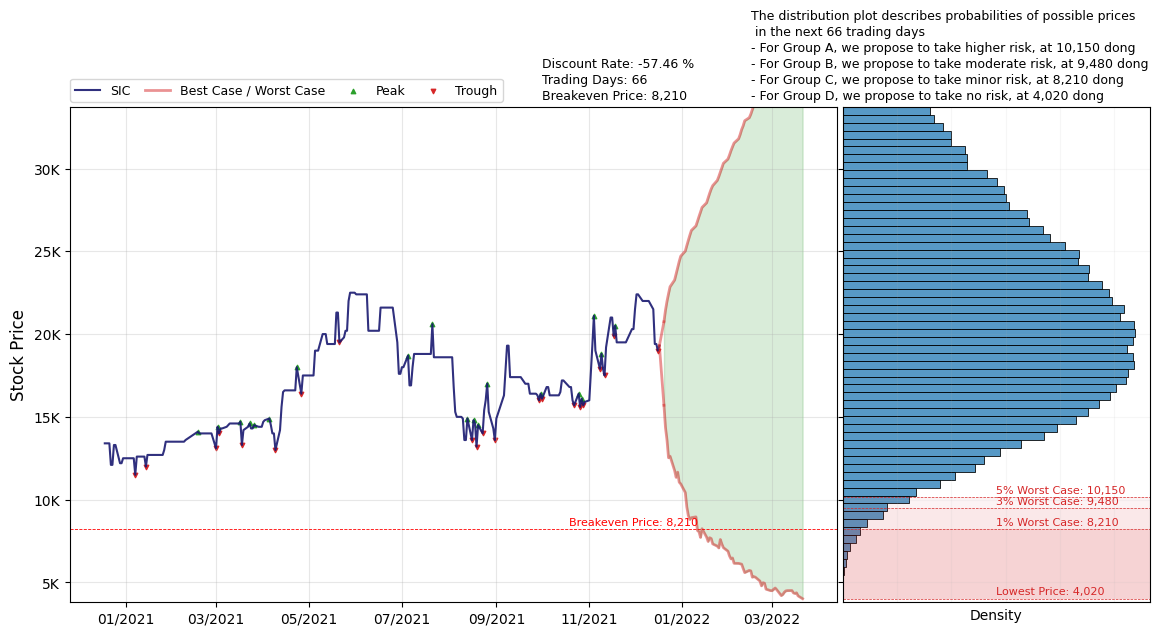 The distribution plot describes probabilities of possible prices
in the next 66 trading days
- For Group A, we propose to take higher risk, at 10,150 dong
- For Group B, we propose to take moderate risk, at 9,480 dong
- For Group C, we propose to take minor risk, at 8,210 dong
- For Group D, we propose to take no risk, at 4,020 dong
Discount Rate: -57.46 %
Trading Days: 66
Breakeven Price: 8,210
SIC Best Case / Worst Case Peak Trough
Stock Price
30K
25K
20K
15K
10K
5K
Breakeven Price: 8,210
01/2021 03/2021 05/2021 07/2021 09/2021 11/2021 01/2022 03/2022
5% Worst Case: 10,150
3% Worst Case: 9,480
1% Worst Case: 8,210
Lowest Price: 4,020
Density